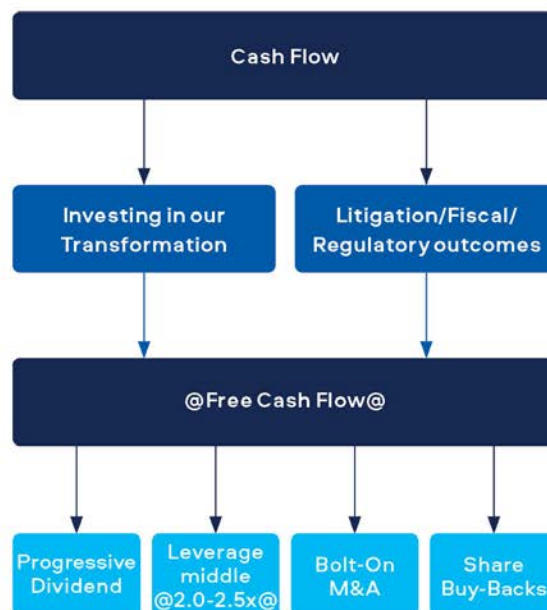 Cash Flow
Investing in our
Transformation
Litigation/Fiscal/
Regulatory outcomes
@Free Cash Flow@
Progressive
Dividend
Leverage
middle
@2.0-2.5x@
Bolt-On
M&A
Share
Buy-Backs